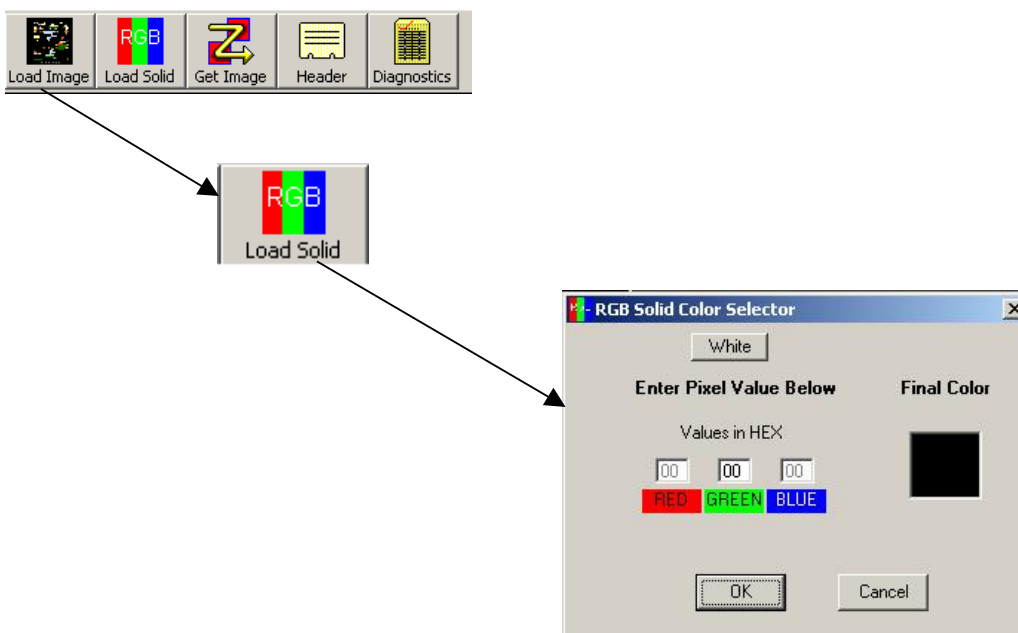 RGB
Load Image Load Solid Get Image Header Diagnostics
RGB
Load Solid
RGB Solid Color Selector
White
Enter Pixel Value Below Final Color
Values in HEX
00 00 00
RED GREEN BLUE
OK Cancel